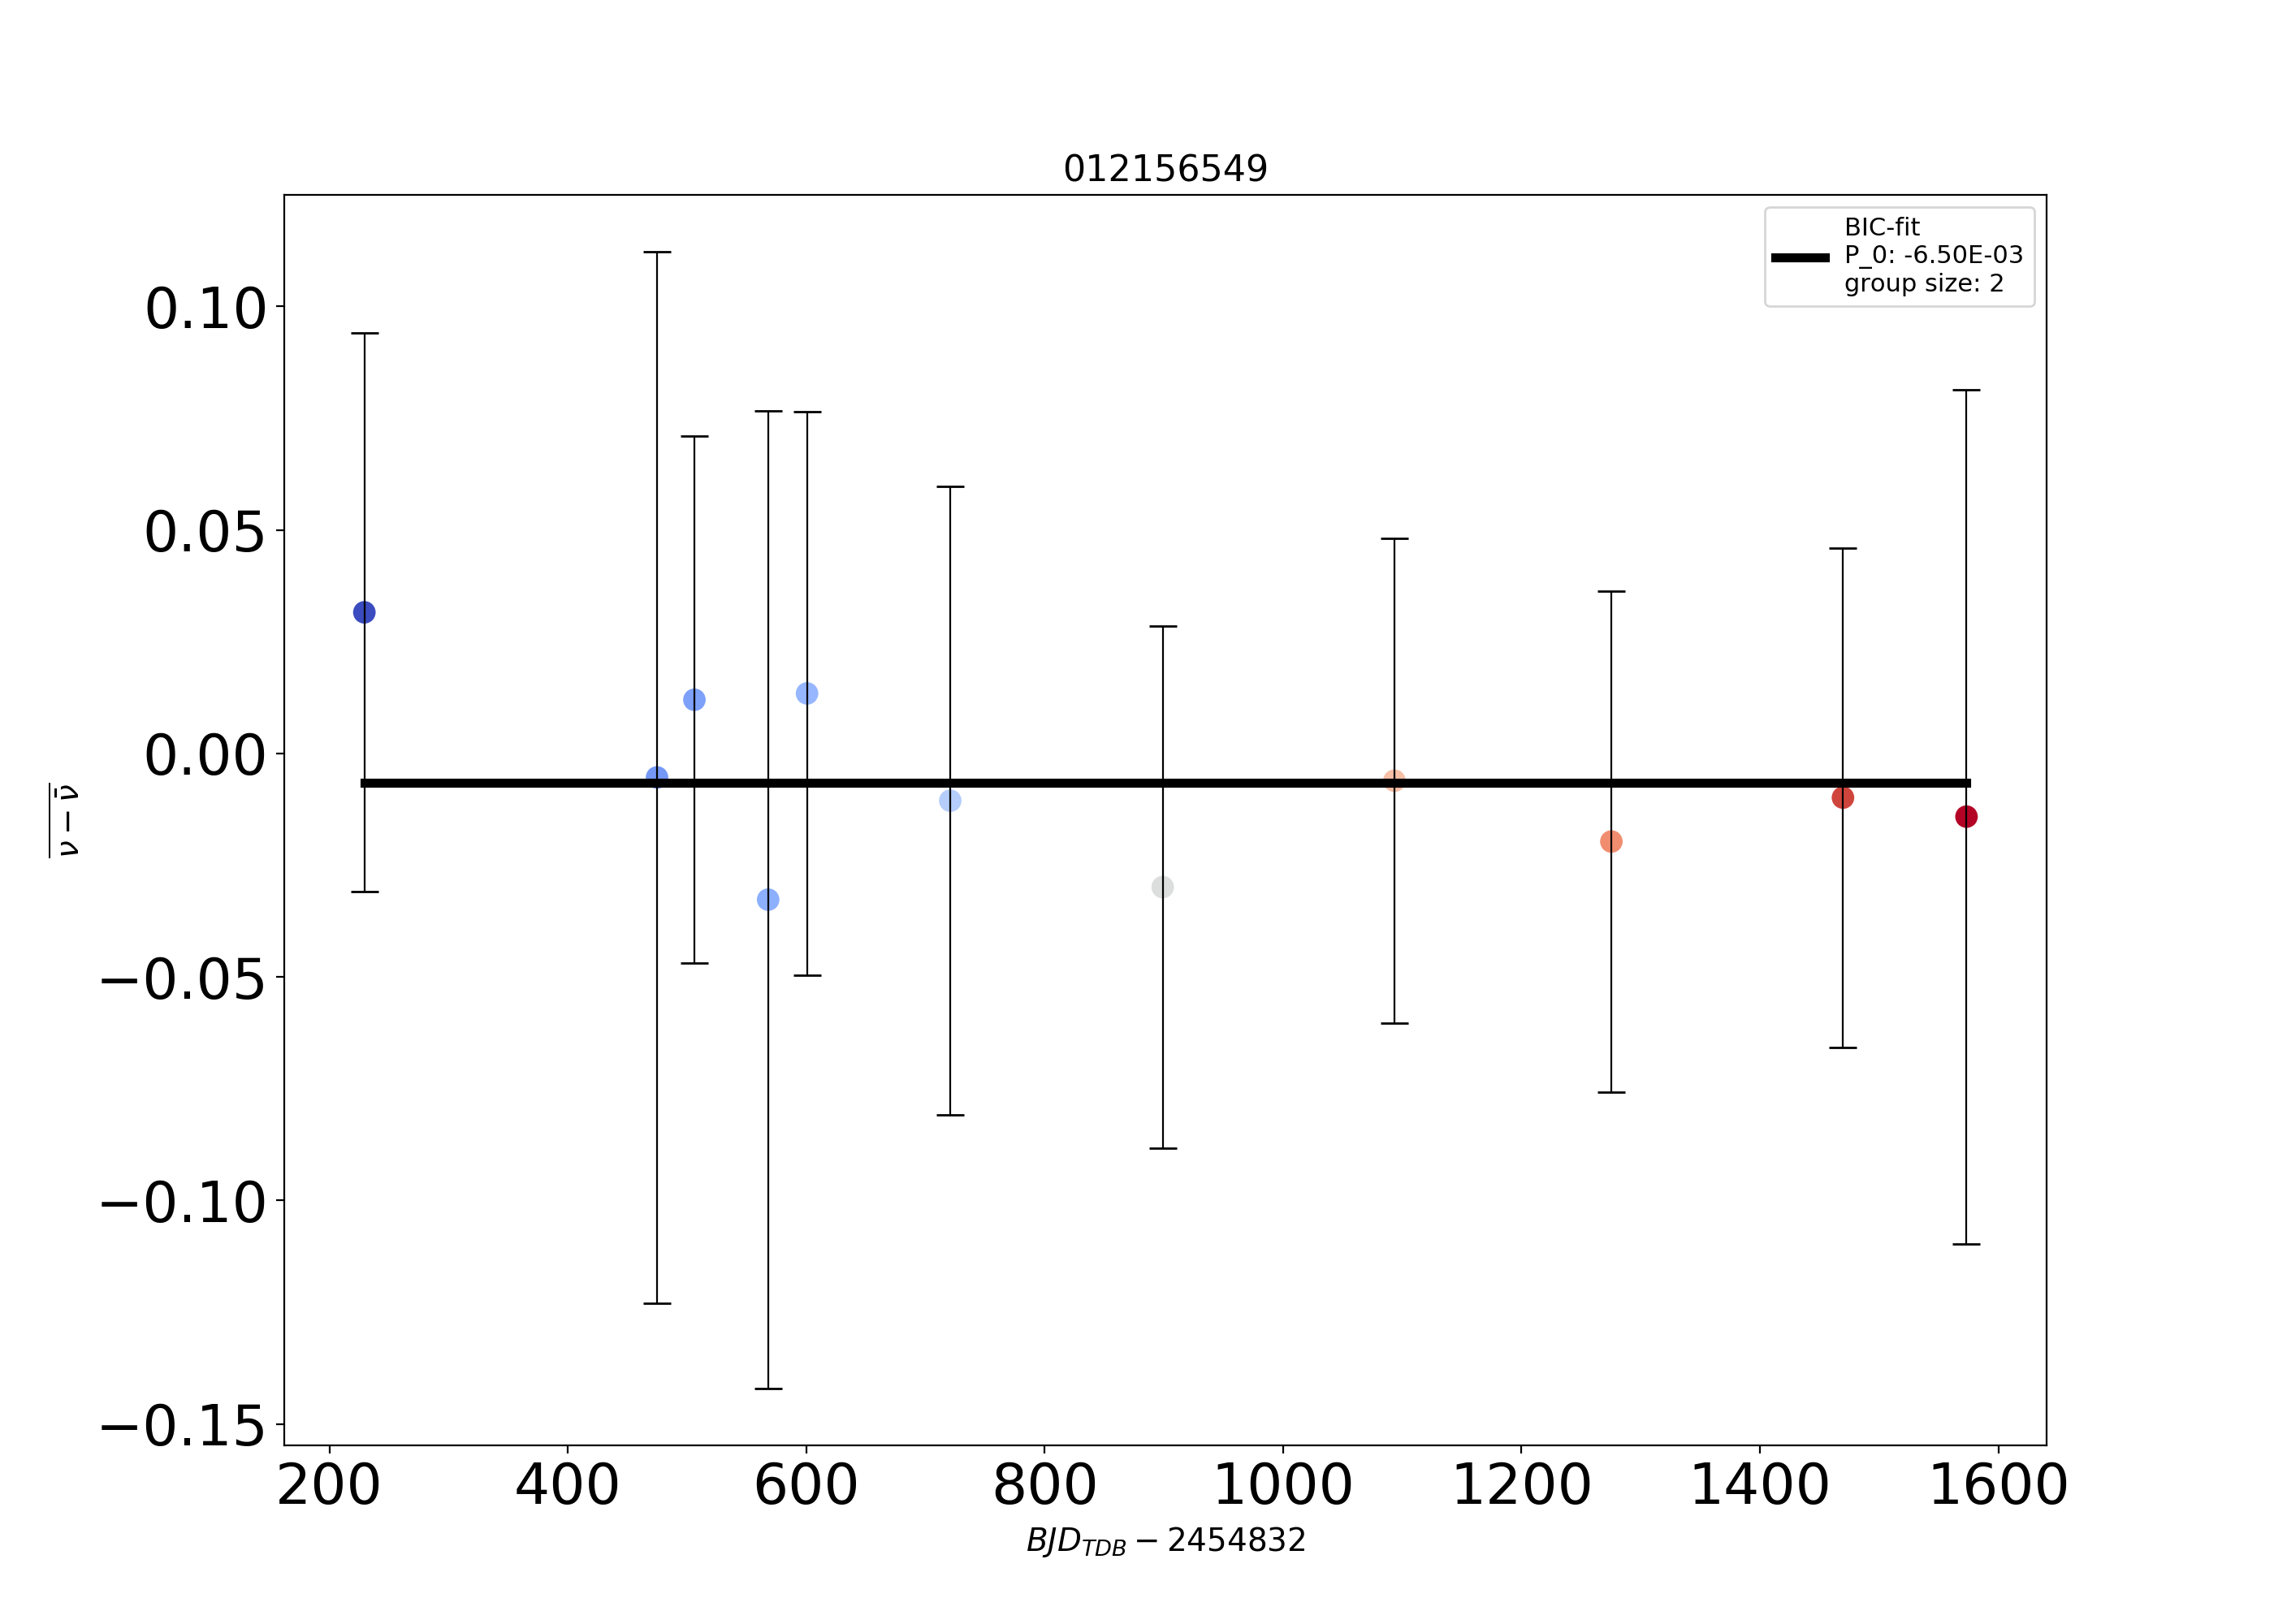 012156549
BIC-fit
P_0: -6.50E-03
group size: 2
0.10
0.05
0.00
−0.05
−0.10
−0.15
ν − ν̄
200 400 600 800 1000 1200 1400 1600
BJD_TDB − 2454832